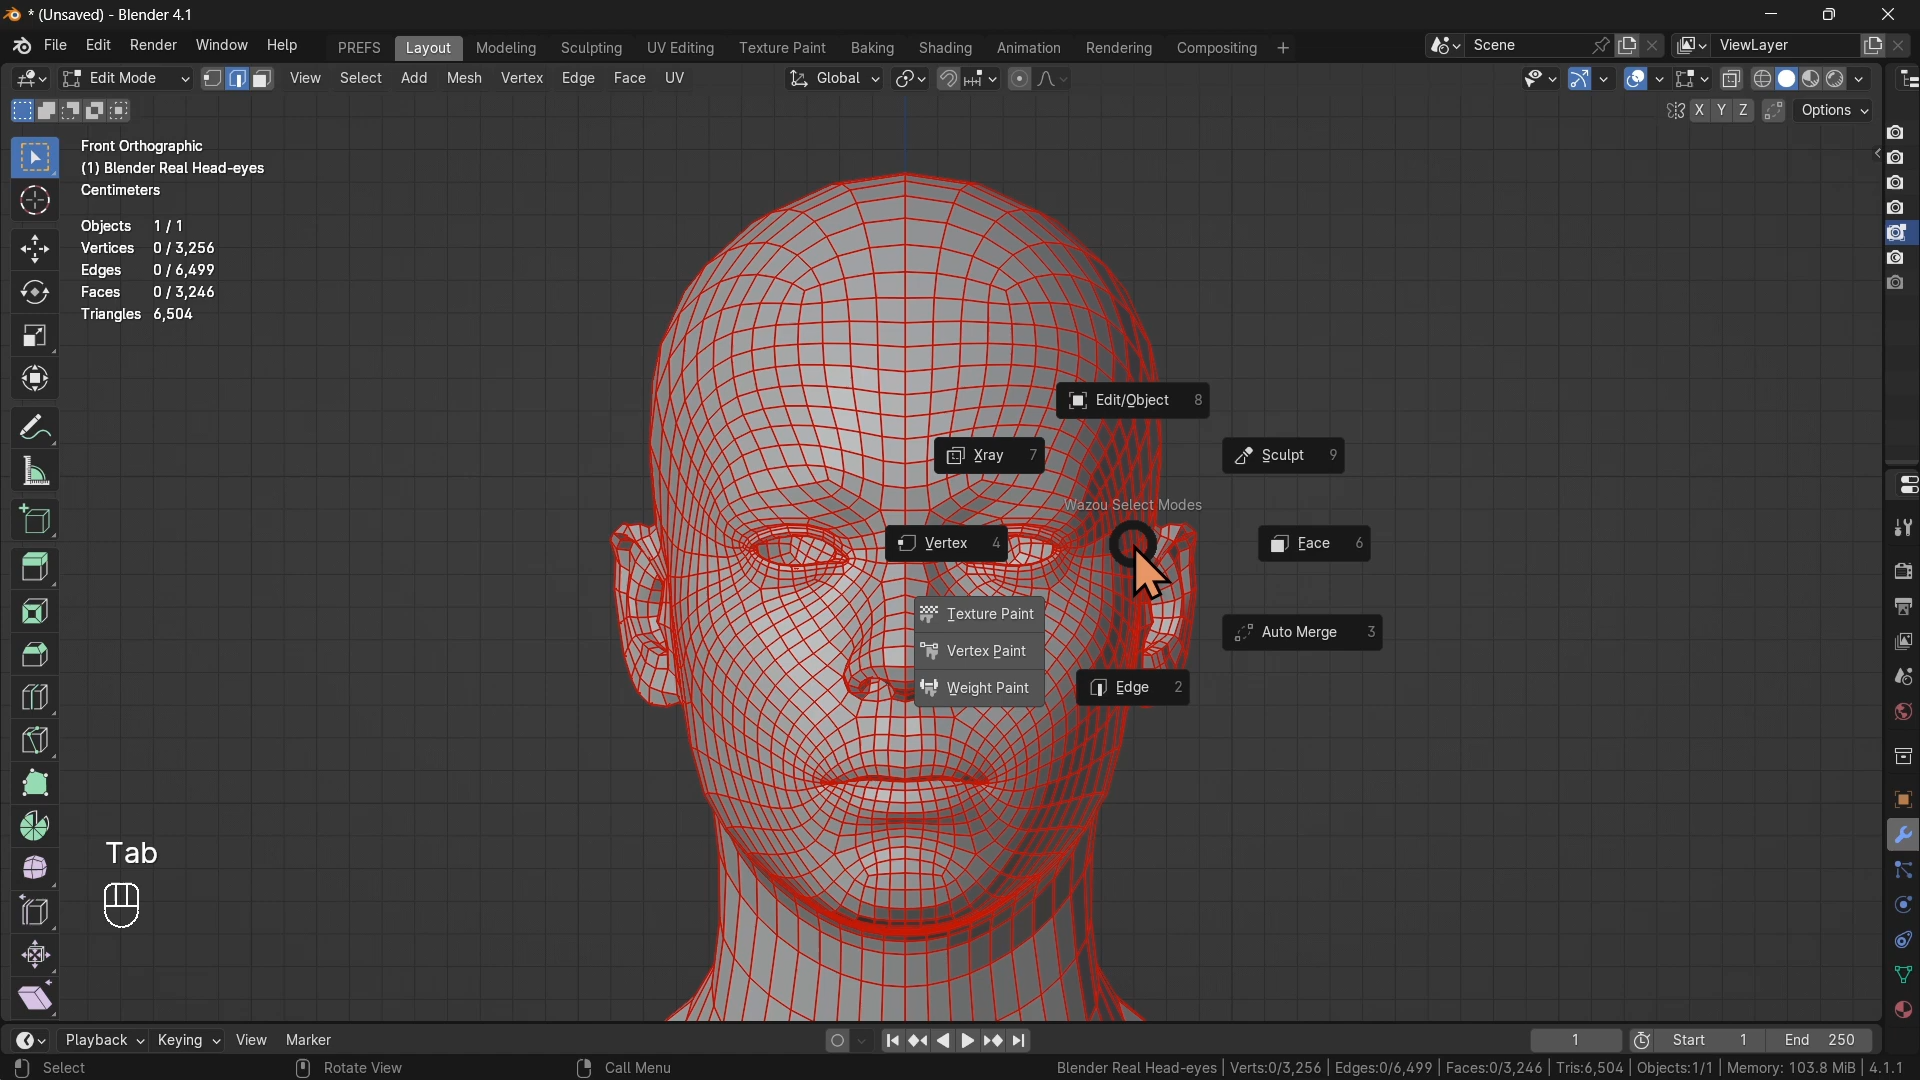 * (Unsaved) - Blender 4.1
File Edit Render Window Help PREFS Layout Modeling Sculpting UV Editing Texture Paint Baking Shading Animation Rendering Compositing + Scene ViewLayer
Edit Mode View Select Add Mesh Vertex Edge Face UV Global
X Y Z Options
Front Orthographic
(1) Blender Real Head-eyes
Centimeters
Objects 1 / 1
Vertices 0 / 3,256
Edges 0 / 6,499
Faces 0 / 3,246
Triangles 6,504
Edit/Object 8
Xray 7
Sculpt 9
Wazou Select Modes
Vertex 4
Face 6
Texture Paint
Auto Merge 3
Vertex Paint
Weight Paint
Edge 2
Tab
Playback Keying View Marker 1 Start 1 End 250
Select Rotate View Call Menu Blender Real Head-eyes | Verts:0/3,256 | Edges:0/6,499 | Faces:0/3,246 | Tris:6,504 | Objects:1/1 | Memory: 103.8 MiB | 4.1.1